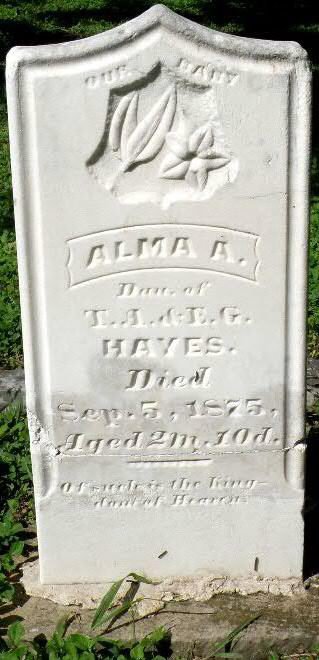 OUR BABY
ALMA A.
Dau. of
T.A. & E.G.
HAYES.
Died
Sep. 5, 1875,
Aged 2m. 10d.
Of such is the king-
dom of Heaven